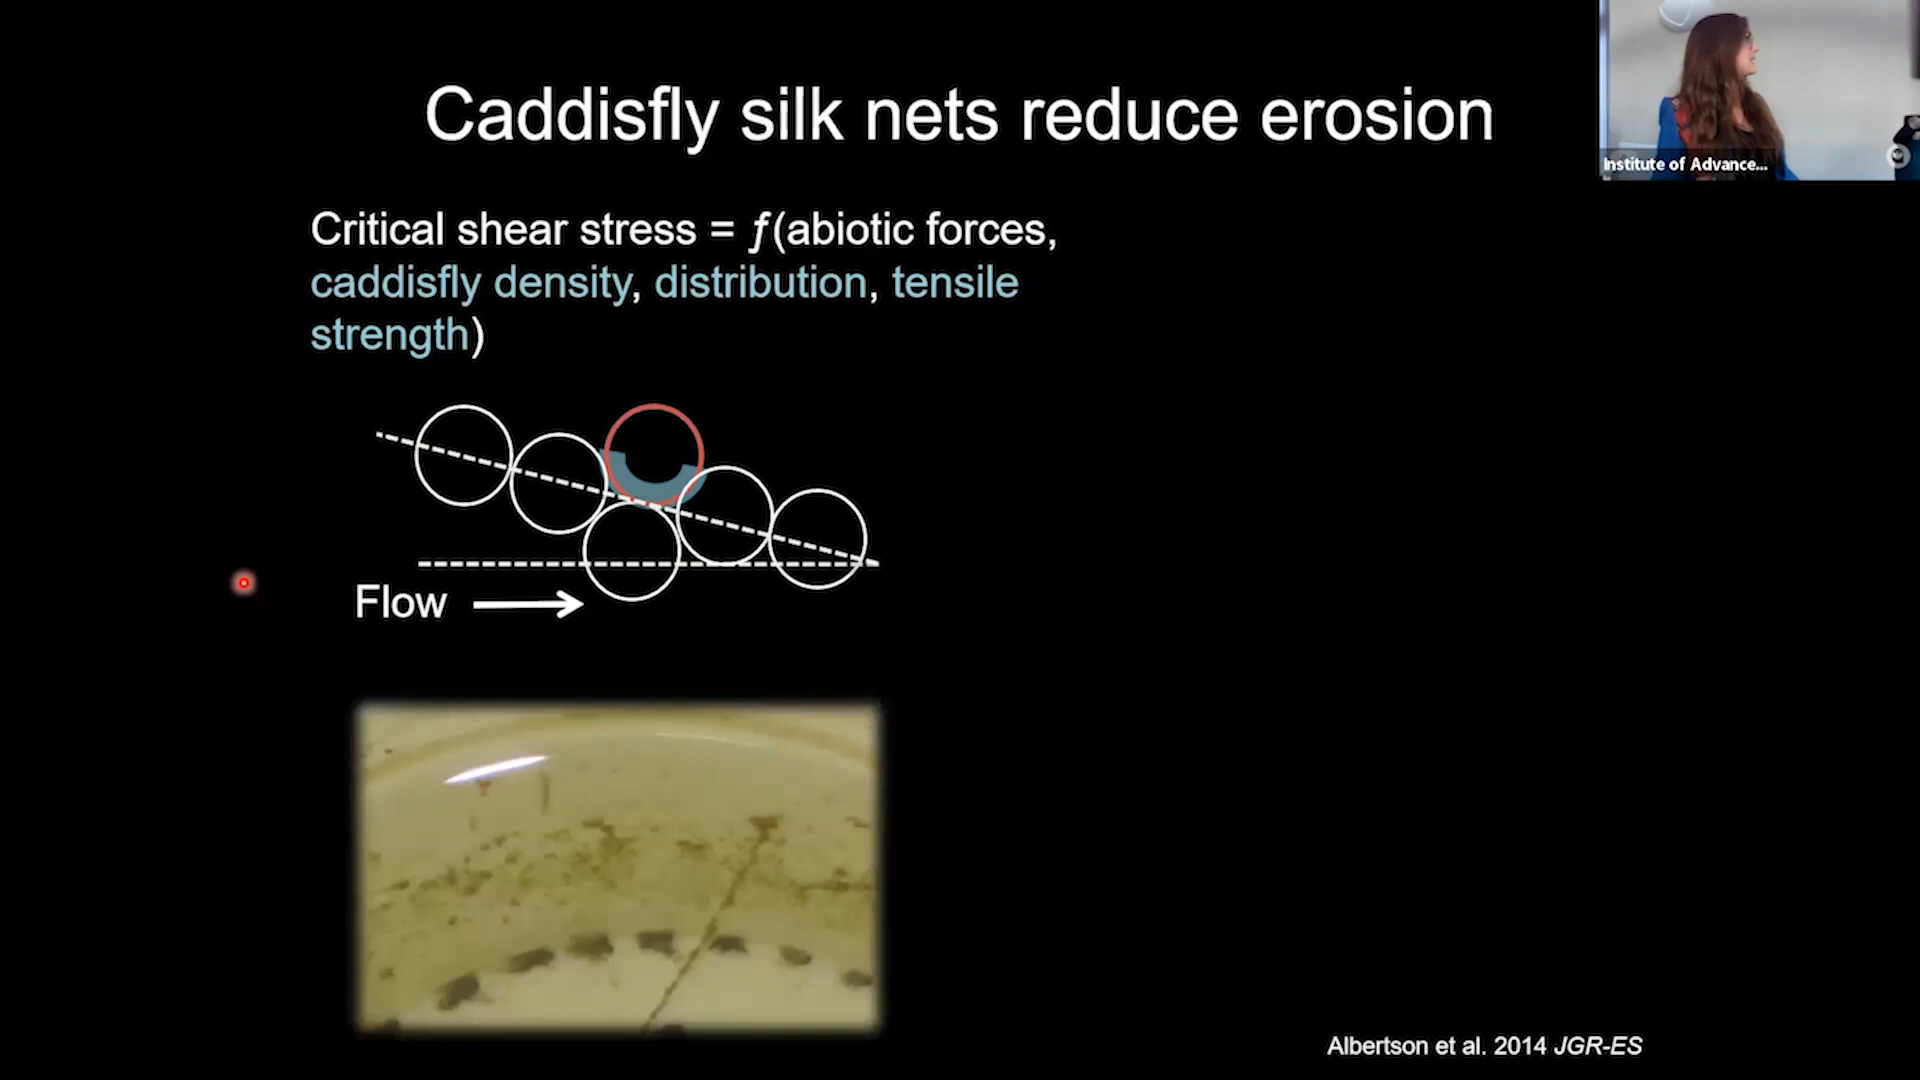 Caddisfly silk nets reduce erosion
Institute of Advance...
Critical shear stress = ƒ(abiotic forces,
caddisfly density, distribution, tensile
strength)
Flow
Albertson et al. 2014 JGR-ES